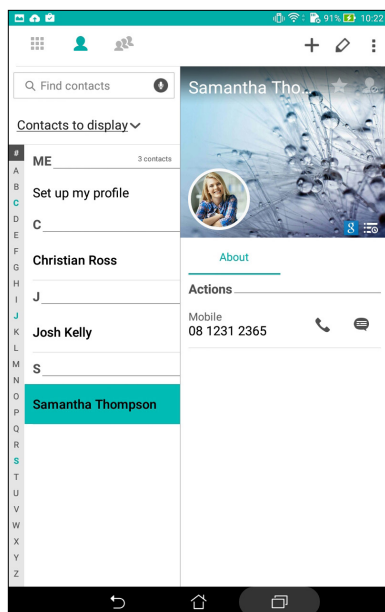 91% 10:22
Find contacts
Contacts to display
#
A
B
C
D
E
F
G
H
I
J
K
L
M
N
O
P
Q
R
S
T
U
V
W
X
Y
Z
ME 3 contacts
Set up my profile
C
Christian Ross
J
Josh Kelly
S
Samantha Thompson
Samantha Tho...
8
About
Actions
Mobile
08 1231 2365